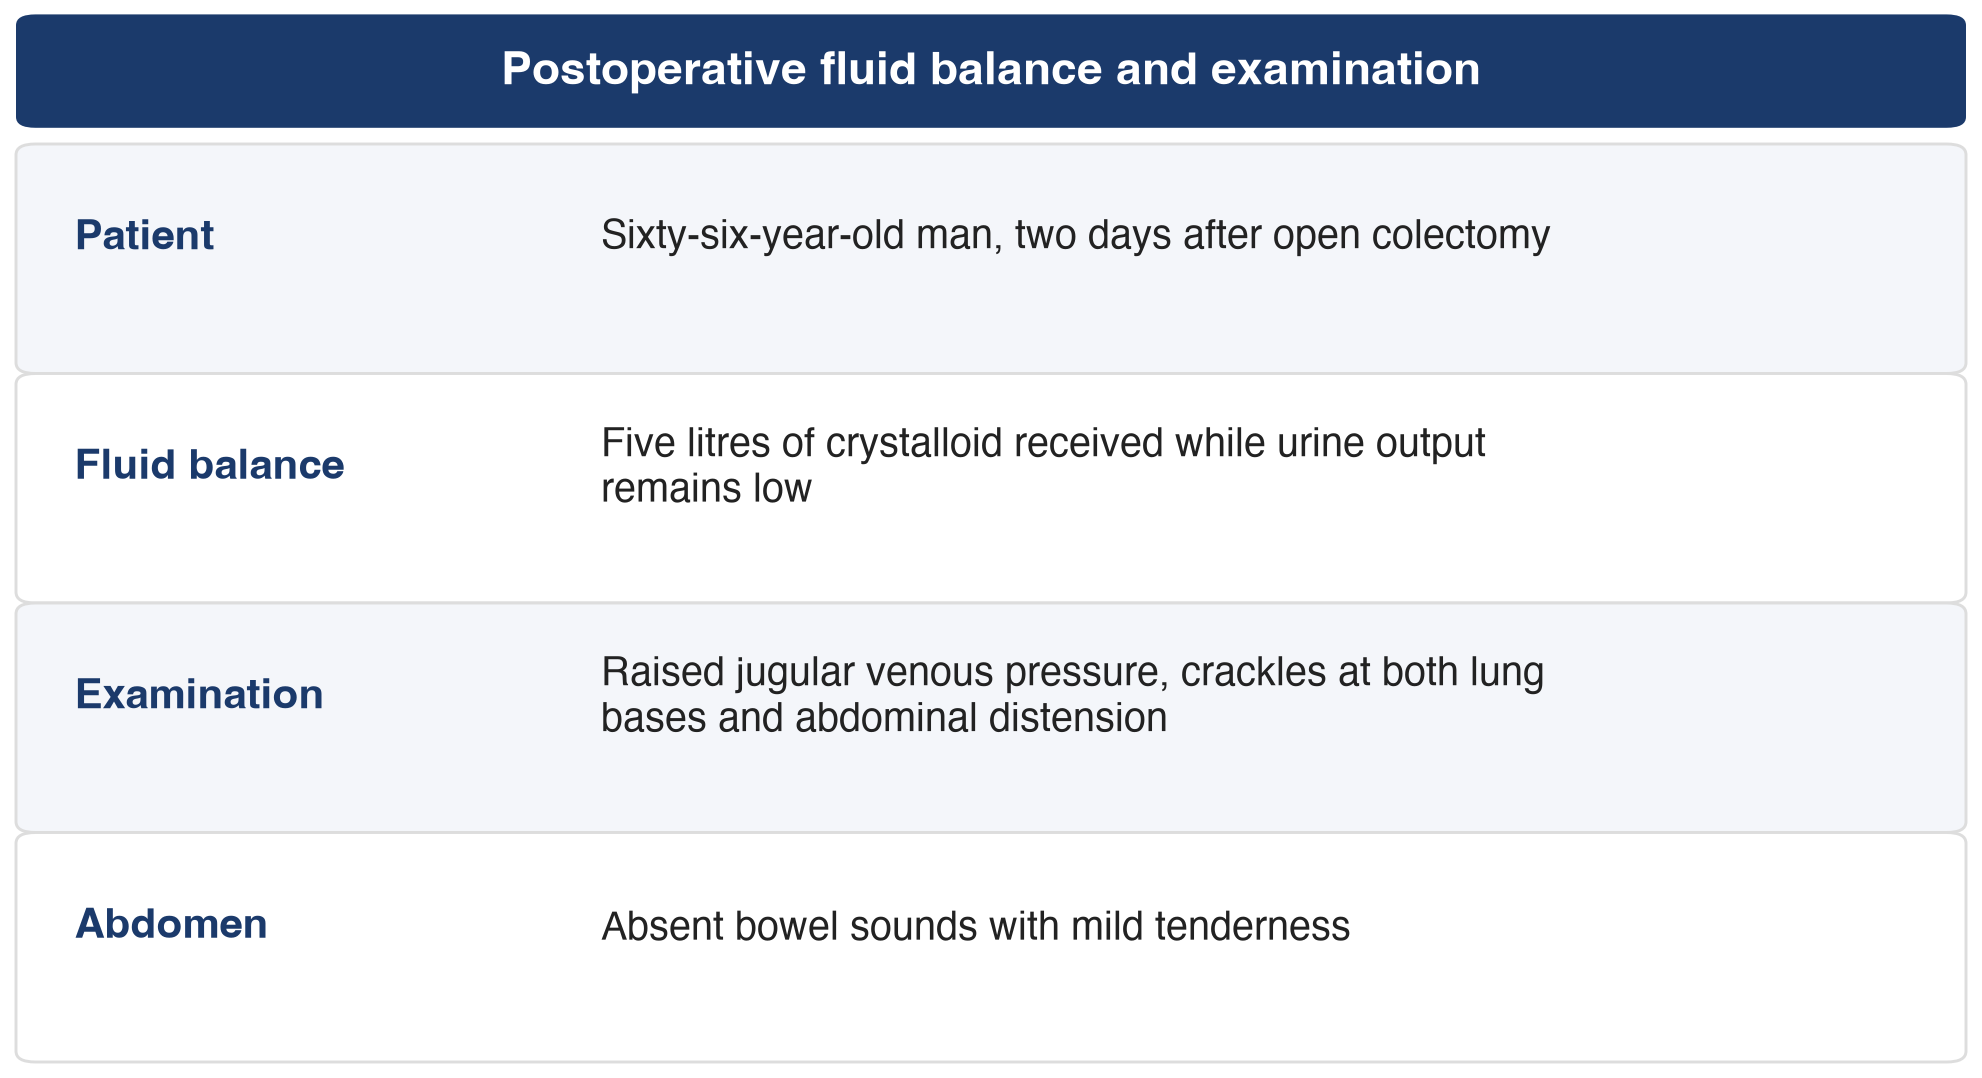 Postoperative fluid balance and examination
Patient
Sixty-six-year-old man, two days after open colectomy
Fluid balance
Five litres of crystalloid received while urine output
remains low
Examination
Raised jugular venous pressure, crackles at both lung
bases and abdominal distension
Abdomen
Absent bowel sounds with mild tenderness